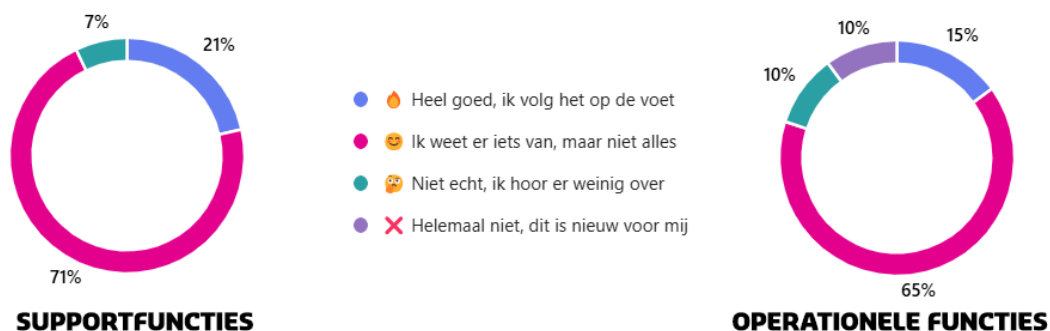 7%
21%
71%
SUPPORTFUNCTIES
🔥 Heel goed, ik volg het op de voet
😊 Ik weet er iets van, maar niet alles
🤔 Niet echt, ik hoor er weinig over
❌ Helemaal niet, dit is nieuw voor mij
10%
15%
10%
65%
OPERATIONELE FUNCTIES